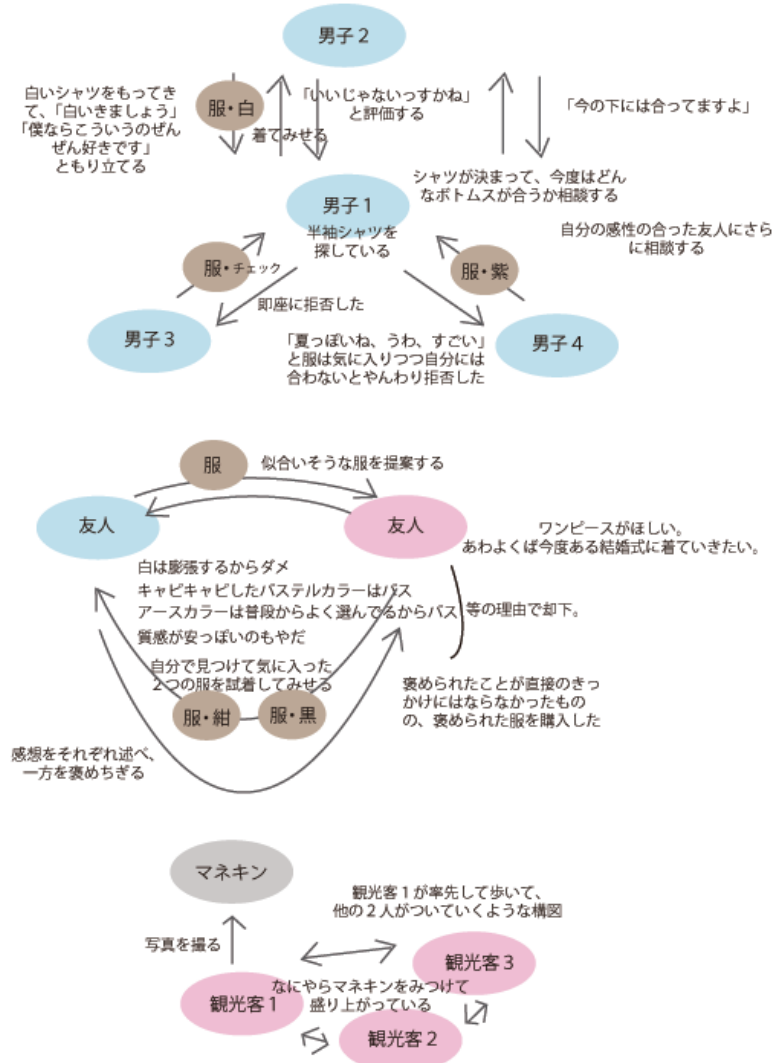 男子２
白いシャツをもってき
て、「白いきましょう」
「僕ならこういうのぜん
ぜん好きです」
ともり立てる
服・白
着てみせる
「いいじゃないっすかね」
と評価する
「今の下には合ってますよ」
シャツが決まって、今度はどん
なボトムスが合うか相談する
男子１
半袖シャツを
探している
自分の感性の合った友人にさら
に相談する
服・チェック
服・紫
即座に拒否した
男子３
「夏っぽいね、うわ、すごい」
と服は気に入りつつ自分には
合わないとやんわり拒否した
男子４
服
似合いそうな服を提案する
友人
友人
ワンピースがほしい。
あわよくば今度ある結婚式に着ていきたい。
白は膨張するからダメ
キャピキャピしたパステルカラーはパス
アースカラーは普段からよく選んでるからパス
質感が安っぽいのもやだ
等の理由で却下。
自分で見つけて気に入った
２つの服を試着してみせる
服・紺
服・黒
褒められたことが直接のきっ
かけにはならなかったもの
の、褒められた服を購入した
感想をそれぞれ述べ、
一方を褒めちぎる
マネキン
観光客１が率先して歩いて、
他の２人がついていくような構図
写真を撮る
観光客３
なにやらマネキンをみつけて
盛り上がっている
観光客１
観光客２